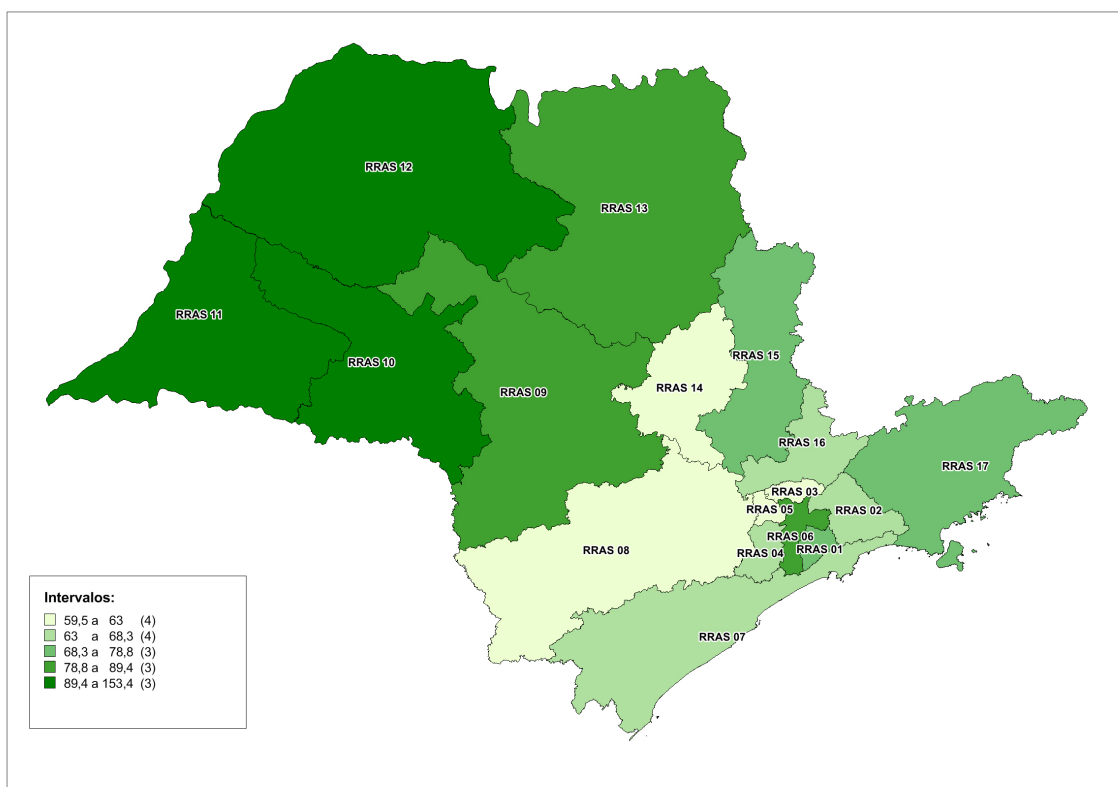 RRAS 12
RRAS 13
RRAS 11
RRAS 15
RRAS 10
RRAS 14
RRAS 09
RRAS 16
RRAS 17
RRAS 03
RRAS 05
RRAS 02
RRAS 06
RRAS 08
RRAS 04
RRAS 01
RRAS 07
Intervalos:
59,5 a 63 (4)
63 a 68,3 (4)
68,3 a 78,8 (3)
78,8 a 89,4 (3)
89,4 a 153,4 (3)